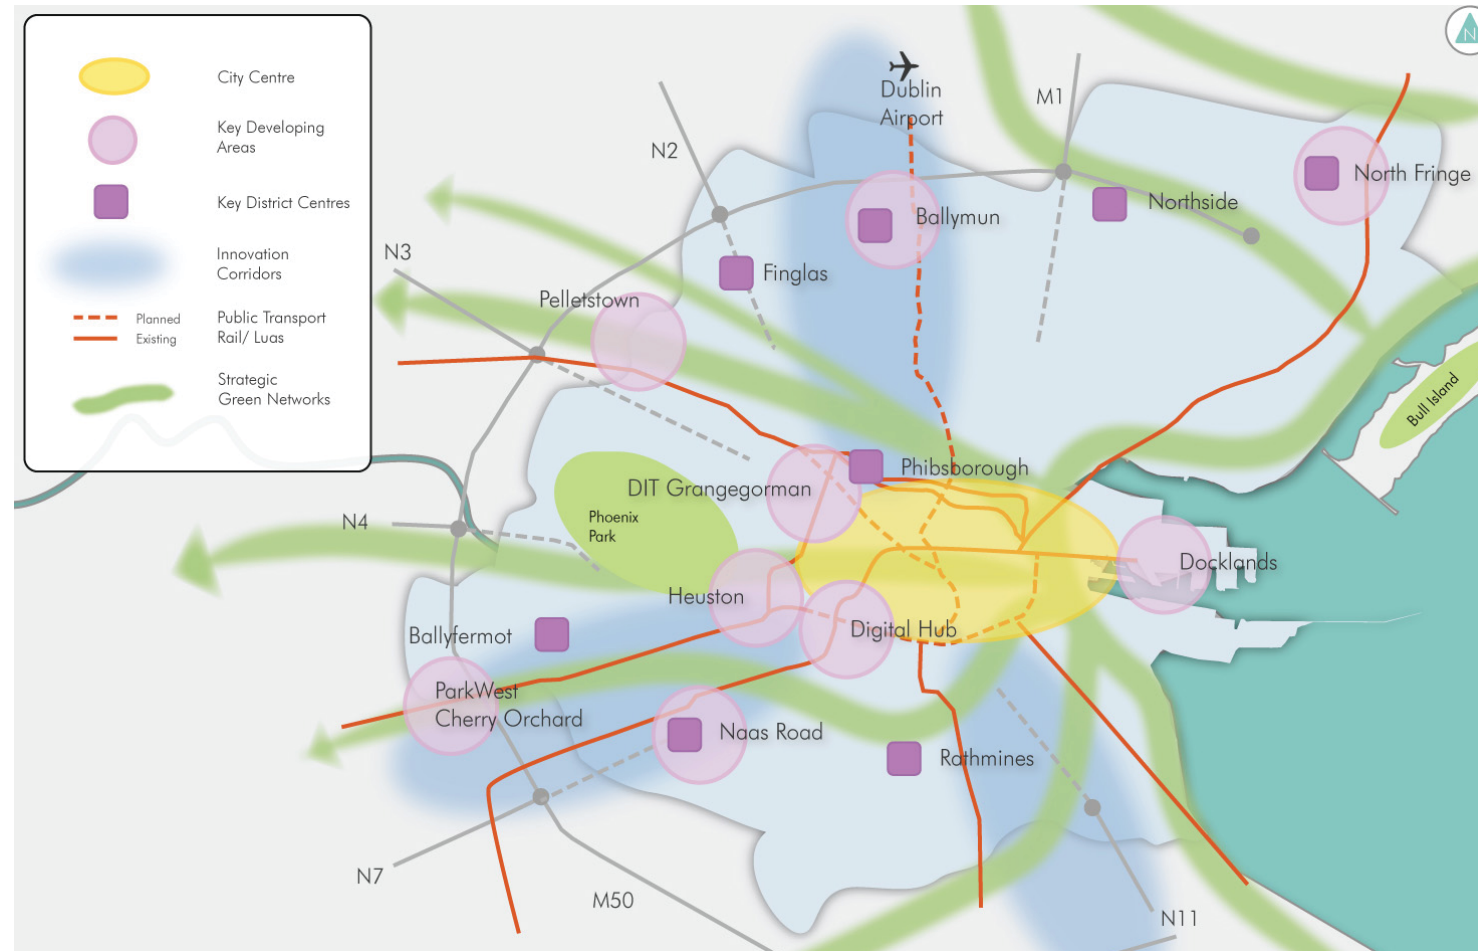 City Centre
Key Developing
Areas
Key District Centres
Innovation
Corridors
Planned
Existing
Public Transport
Rail/ Luas
Strategic
Green Networks
N
Dublin
Airport
M1
N2
North Fringe
Northside
Ballymun
N3
Finglas
Pelletstown
Bull Island
Phibsborough
DIT Grangegorman
N4
Phoenix
Park
Docklands
Heuston
Digital Hub
Ballyfermot
ParkWest
Cherry Orchard
Naas Road
Rathmines
N7
M50
N11